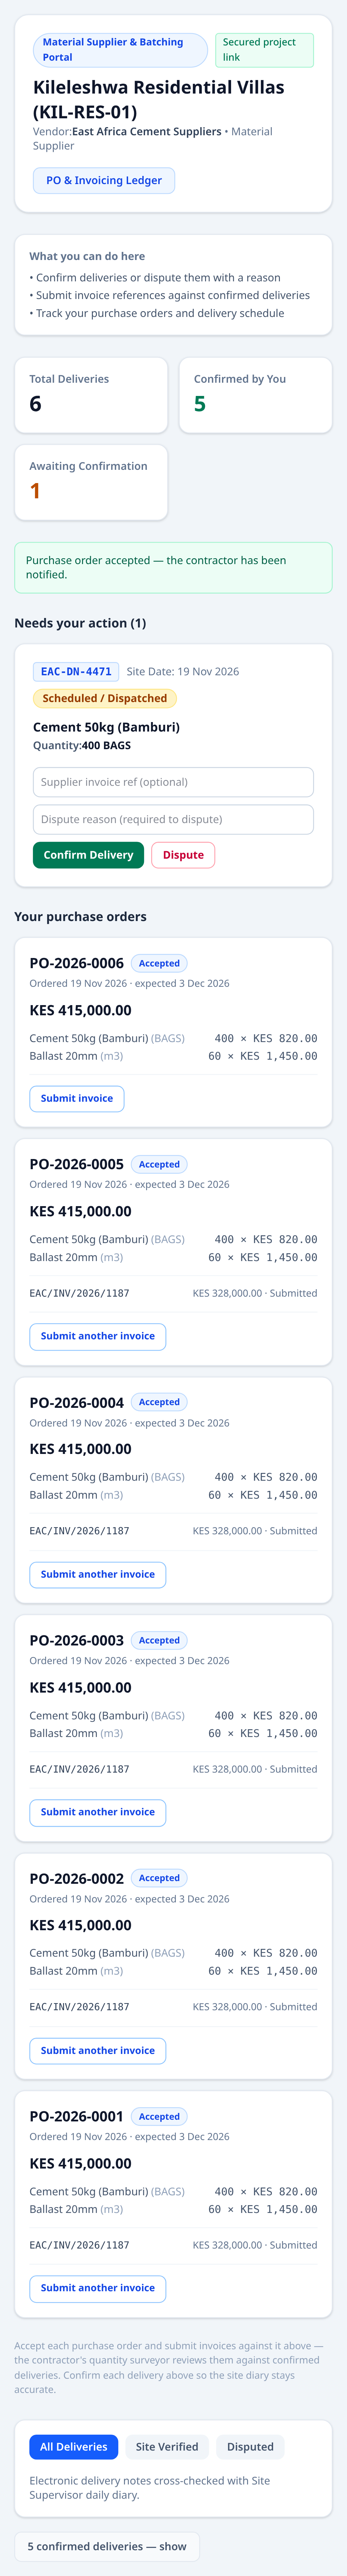 Material Supplier & Batching
Portal
Secured project
link
Kileleshwa Residential Villas
(KIL-RES-01)
Vendor:East Africa Cement Suppliers • Material
Supplier
PO & Invoicing Ledger
What you can do here
• Confirm deliveries or dispute them with a reason
• Submit invoice references against confirmed deliveries
• Track your purchase orders and delivery schedule
Total Deliveries
6
Confirmed by You
5
Awaiting Confirmation
1
Purchase order accepted — the contractor has been
notified.
Needs your action (1)
EAC-DN-4471 Site Date: 19 Nov 2026
Scheduled / Dispatched
Cement 50kg (Bamburi)
Quantity:400 BAGS
Supplier invoice ref (optional)
Dispute reason (required to dispute)
Confirm Delivery Dispute
Your purchase orders
PO-2026-0006 Accepted
Ordered 19 Nov 2026 · expected 3 Dec 2026
KES 415,000.00
Cement 50kg (Bamburi) (BAGS) 400 × KES 820.00
Ballast 20mm (m3) 60 × KES 1,450.00
Submit invoice
PO-2026-0005 Accepted
Ordered 19 Nov 2026 · expected 3 Dec 2026
KES 415,000.00
Cement 50kg (Bamburi) (BAGS) 400 × KES 820.00
Ballast 20mm (m3) 60 × KES 1,450.00
EAC/INV/2026/1187 KES 328,000.00 · Submitted
Submit another invoice
PO-2026-0004 Accepted
Ordered 19 Nov 2026 · expected 3 Dec 2026
KES 415,000.00
Cement 50kg (Bamburi) (BAGS) 400 × KES 820.00
Ballast 20mm (m3) 60 × KES 1,450.00
EAC/INV/2026/1187 KES 328,000.00 · Submitted
Submit another invoice
PO-2026-0003 Accepted
Ordered 19 Nov 2026 · expected 3 Dec 2026
KES 415,000.00
Cement 50kg (Bamburi) (BAGS) 400 × KES 820.00
Ballast 20mm (m3) 60 × KES 1,450.00
EAC/INV/2026/1187 KES 328,000.00 · Submitted
Submit another invoice
PO-2026-0002 Accepted
Ordered 19 Nov 2026 · expected 3 Dec 2026
KES 415,000.00
Cement 50kg (Bamburi) (BAGS) 400 × KES 820.00
Ballast 20mm (m3) 60 × KES 1,450.00
EAC/INV/2026/1187 KES 328,000.00 · Submitted
Submit another invoice
PO-2026-0001 Accepted
Ordered 19 Nov 2026 · expected 3 Dec 2026
KES 415,000.00
Cement 50kg (Bamburi) (BAGS) 400 × KES 820.00
Ballast 20mm (m3) 60 × KES 1,450.00
EAC/INV/2026/1187 KES 328,000.00 · Submitted
Submit another invoice
Accept each purchase order and submit invoices against it above —
the contractor's quantity surveyor reviews them against confirmed
deliveries. Confirm each delivery above so the site diary stays
accurate.
All Deliveries Site Verified Disputed
Electronic delivery notes cross-checked with Site
Supervisor daily diary.
5 confirmed deliveries — show